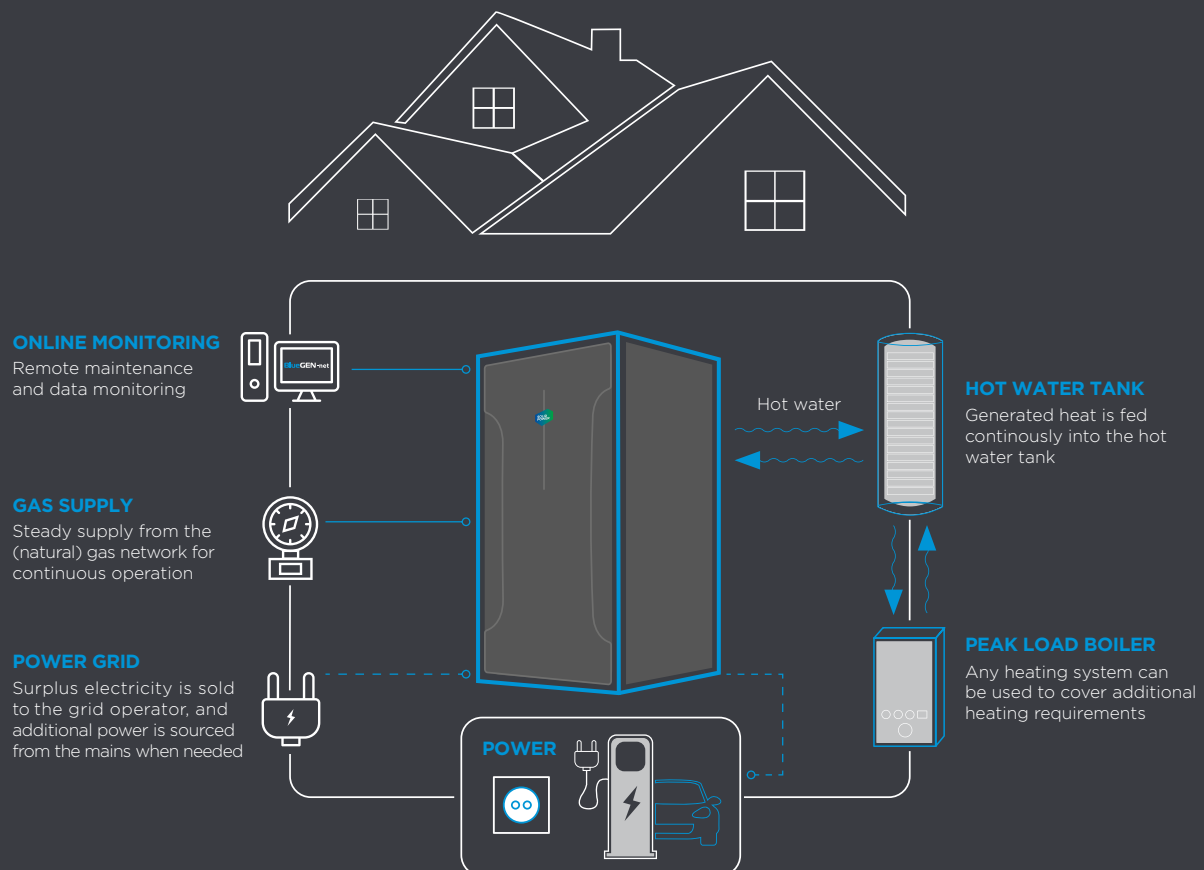 ONLINE MONITORING
Remote maintenance
and data monitoring
BlueGEN-net
GAS SUPPLY
Steady supply from the
(natural) gas network for
continuous operation
POWER GRID
Surplus electricity is sold
to the grid operator, and
additional power is sourced
from the mains when needed
Hot water
POWER
HOT WATER TANK
Generated heat is fed
continously into the hot
water tank
PEAK LOAD BOILER
Any heating system can
be used to cover additional
heating requirements